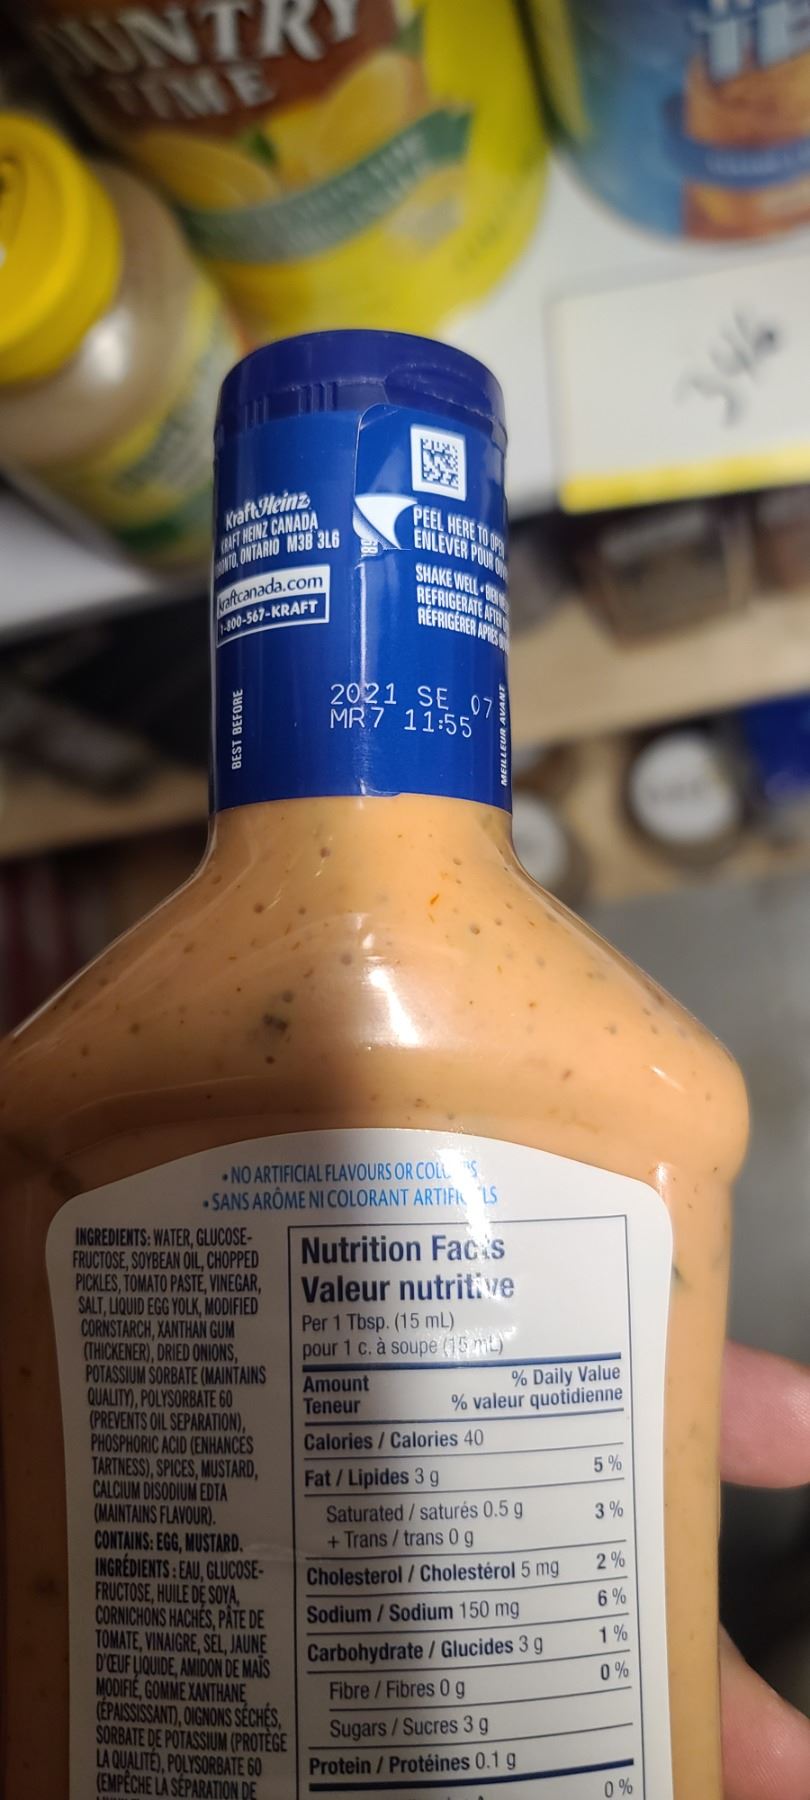 COUNTRY
TIME
TE
346
KraftHeinz
KRAFT HEINZ CANADA
TORONTO, ONTARIO M3B 3L6
kraftcanada.com
1-800-567-KRAFT
PEEL HERE TO OPEN
ENLEVER POUR
SHAKE WELL •
REFRIGERATE AFTER
RÉFRIGÉRER APRÈS
BEST BEFORE
2021 SE 07
MR7 11:55
MEILLEUR AVANT
• NO ARTIFICIAL FLAVOURS OR COLOURS
• SANS ARÔME NI COLORANT ARTIFICIELS
INGREDIENTS: WATER, GLUCOSE-
FRUCTOSE, SOYBEAN OIL, CHOPPED
PICKLES, TOMATO PASTE, VINEGAR,
SALT, LIQUID EGG YOLK, MODIFIED
CORNSTARCH, XANTHAN GUM
(THICKENER), DRIED ONIONS,
POTASSIUM SORBATE (MAINTAINS
QUALITY), POLYSORBATE 60
(PREVENTS OIL SEPARATION),
PHOSPHORIC ACID (ENHANCES
TARTNESS), SPICES, MUSTARD,
CALCIUM DISODIUM EDTA
(MAINTAINS FLAVOUR).
CONTAINS: EGG, MUSTARD.
INGRÉDIENTS : EAU, GLUCOSE-
FRUCTOSE, HUILE DE SOYA,
CORNICHONS HACHÉS, PÂTE DE
TOMATE, VINAIGRE, SEL, JAUNE
D'ŒUF LIQUIDE, AMIDON DE MAÏS
MODIFIÉ, GOMME XANTHANE
(ÉPAISSISSANT), OIGNONS SÉCHÉS,
SORBATE DE POTASSIUM (PROTÈGE
LA QUALITÉ), POLYSORBATE 60
(EMPÊCHE LA SÉPARATION DE
Nutrition Facts
Valeur nutritive
Per 1 Tbsp. (15 mL)
pour 1 c. à soupe (15 mL)
Amount % Daily Value
Teneur % valeur quotidienne
Calories / Calories 40
Fat / Lipides 3 g 5 %
Saturated / saturés 0.5 g 3 %
+ Trans / trans 0 g
Cholesterol / Cholestérol 5 mg 2 %
Sodium / Sodium 150 mg 6 %
Carbohydrate / Glucides 3 g 1 %
Fibre / Fibres 0 g 0 %
Sugars / Sucres 3 g
Protein / Protéines 0.1 g
0 %